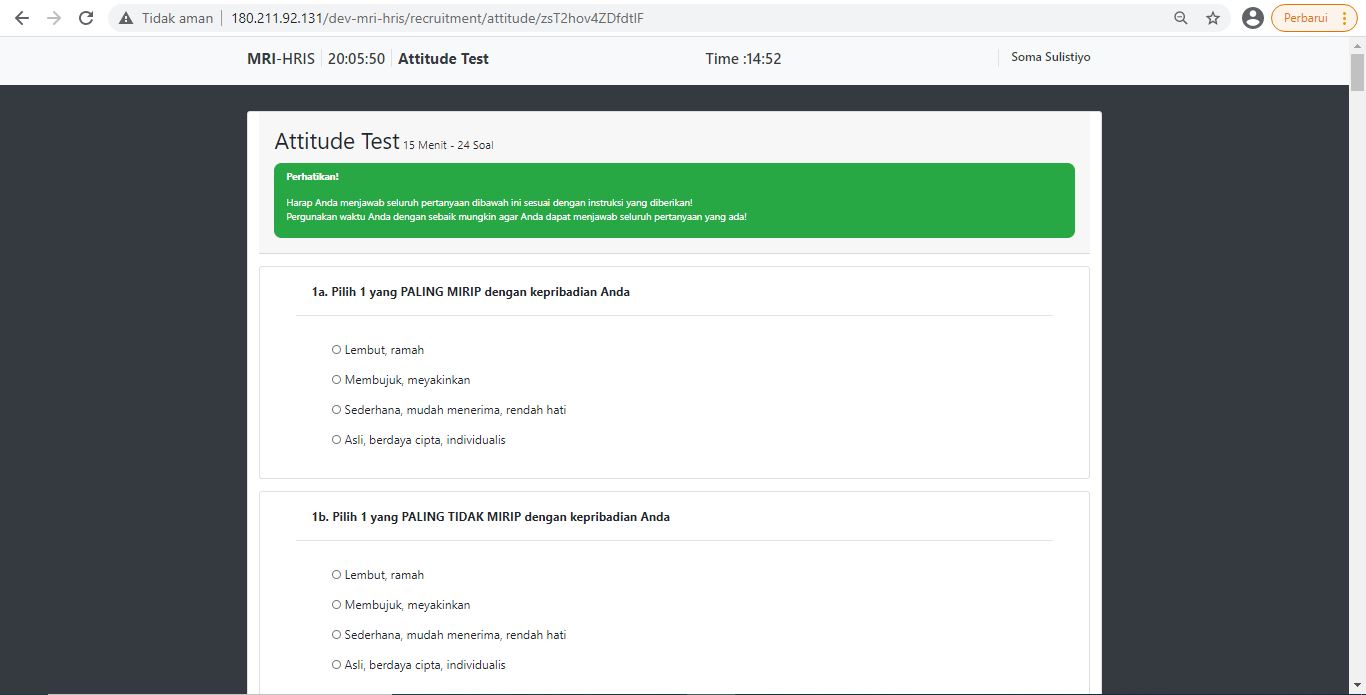 Tidak aman
180.211.92.131/dev-mri-hris/recruitment/attitude/zsT2hov4ZDfdtlF
Perbarui
MRI-HRIS 20:05:50 Attitude Test Time :14:52 Soma Sulistiyo
Attitude Test 15 Menit - 24 Soal
Perhatikan!
Harap Anda menjawab seluruh pertanyaan dibawah ini sesuai dengan instruksi yang diberikan!
Pergunakan waktu Anda dengan sebaik mungkin agar Anda dapat menjawab seluruh pertanyaan yang ada!
1a. Pilih 1 yang PALING MIRIP dengan kepribadian Anda
Lembut, ramah
Membujuk, meyakinkan
Sederhana, mudah menerima, rendah hati
Asli, berdaya cipta, individualis
1b. Pilih 1 yang PALING TIDAK MIRIP dengan kepribadian Anda
Lembut, ramah
Membujuk, meyakinkan
Sederhana, mudah menerima, rendah hati
Asli, berdaya cipta, individualis